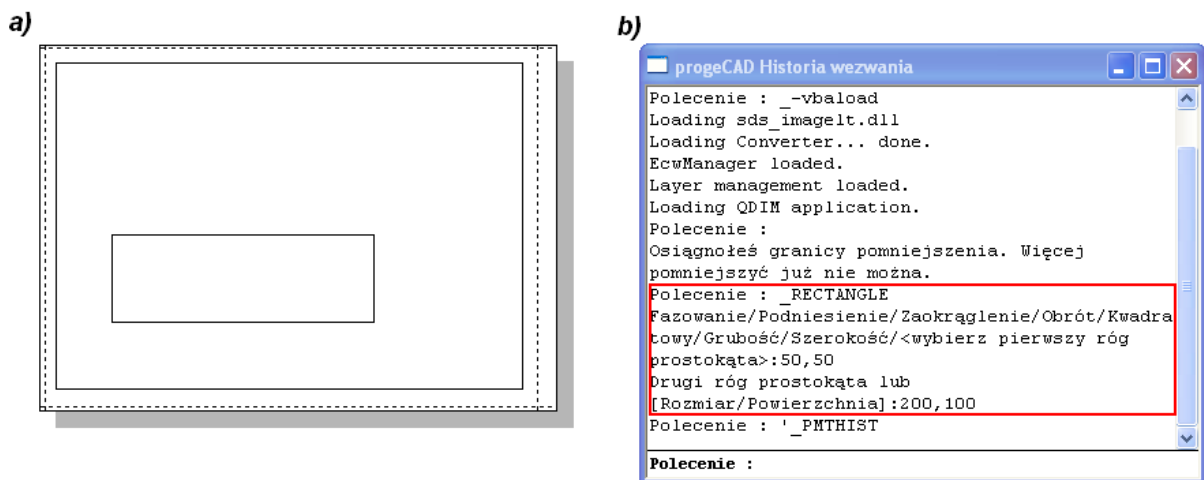 a)
b)
progeCAD Historia wezwania
Polecenie : _-vbaload
Loading sds_imagelt.dll
Loading Converter... done.
EcwManager loaded.
Layer management loaded.
Loading QDIM application.
Polecenie :
Osiągnołeś granicy pomniejszenia. Więcej
pomniejszyć już nie można.
Polecenie : _RECTANGLE
Fazowanie/Podniesienie/Zaokrąglenie/Obrót/Kwadra
towy/Grubość/Szerokość/<wybierz pierwszy róg
prostokąta>:50,50
Drugi róg prostokąta lub
[Rozmiar/Powierzchnia]:200,100
Polecenie : '_PMTHIST
Polecenie :